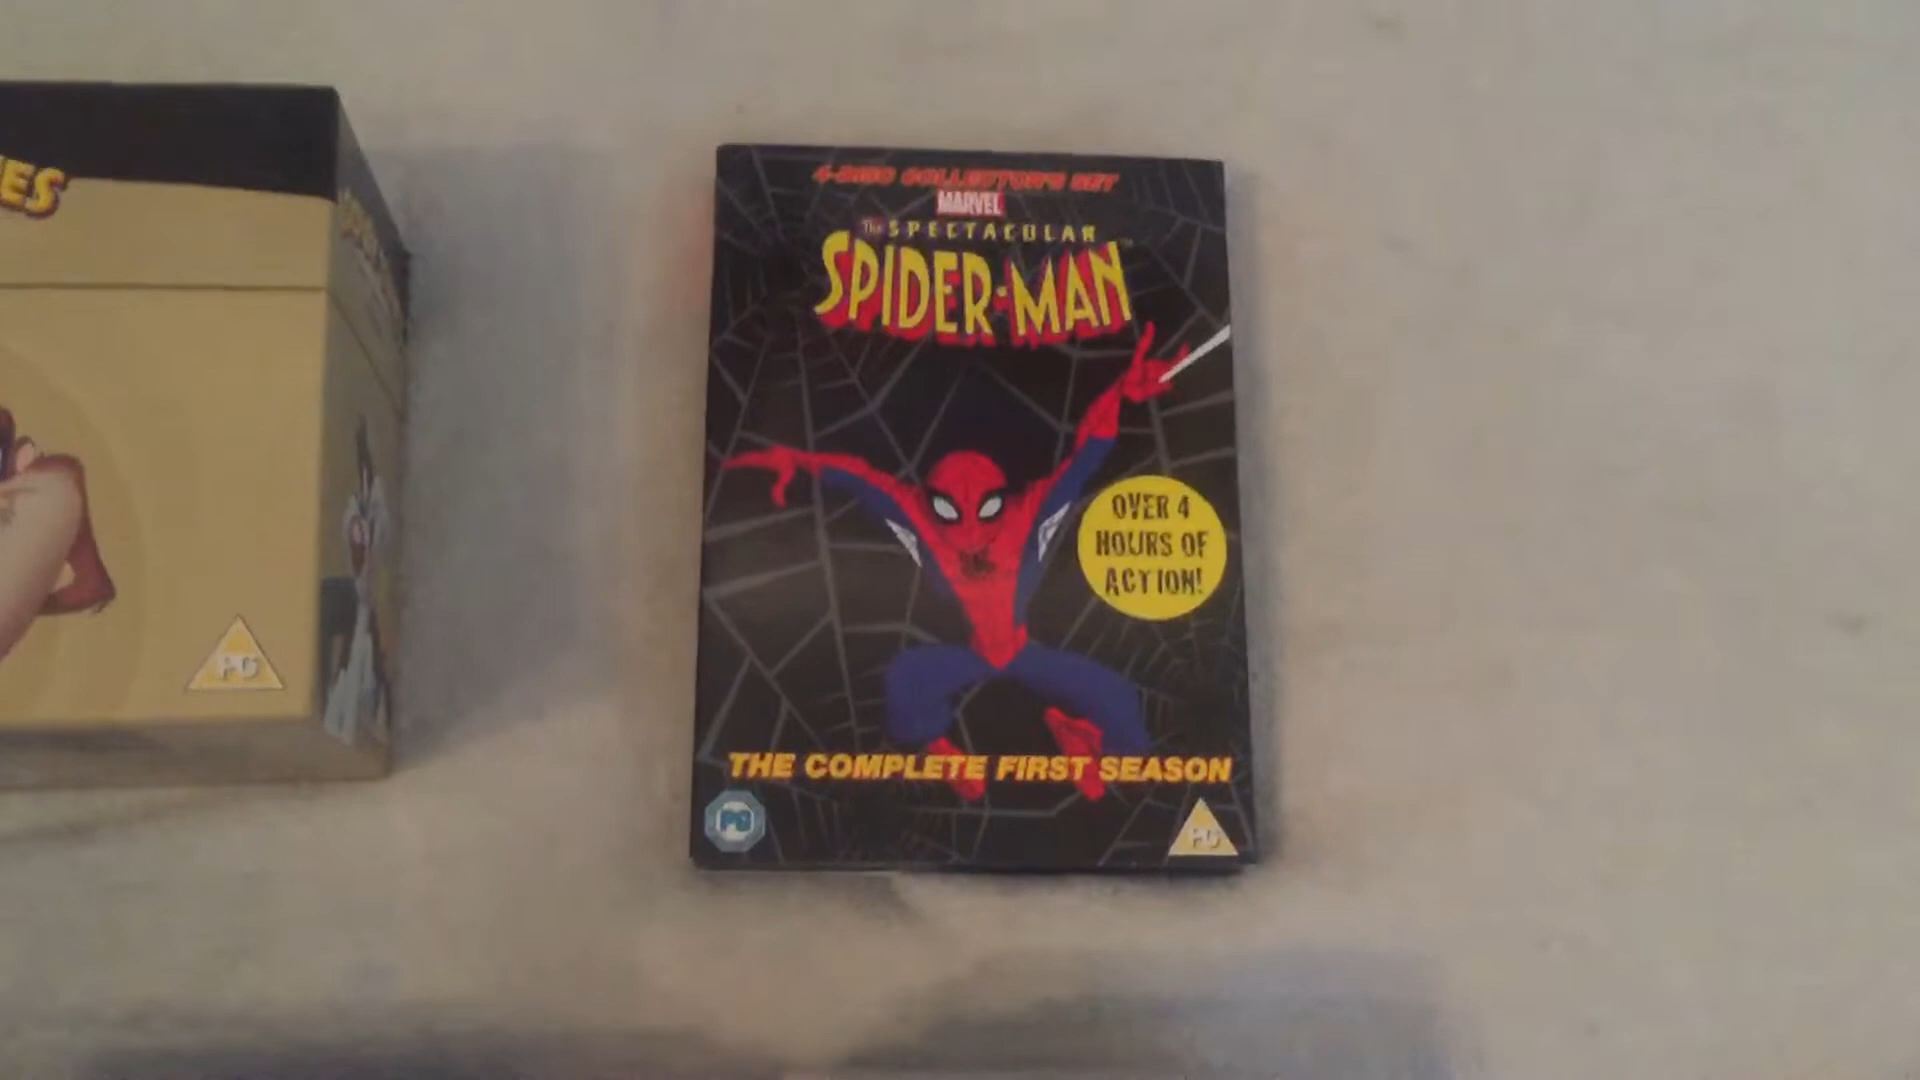 ES
PG
4-DISC COLLECTOR'S SET
MARVEL
The SPECTACULAR
SPIDER-MAN
OVER 4
HOURS OF
ACTION!
THE COMPLETE FIRST SEASON
PG
PG